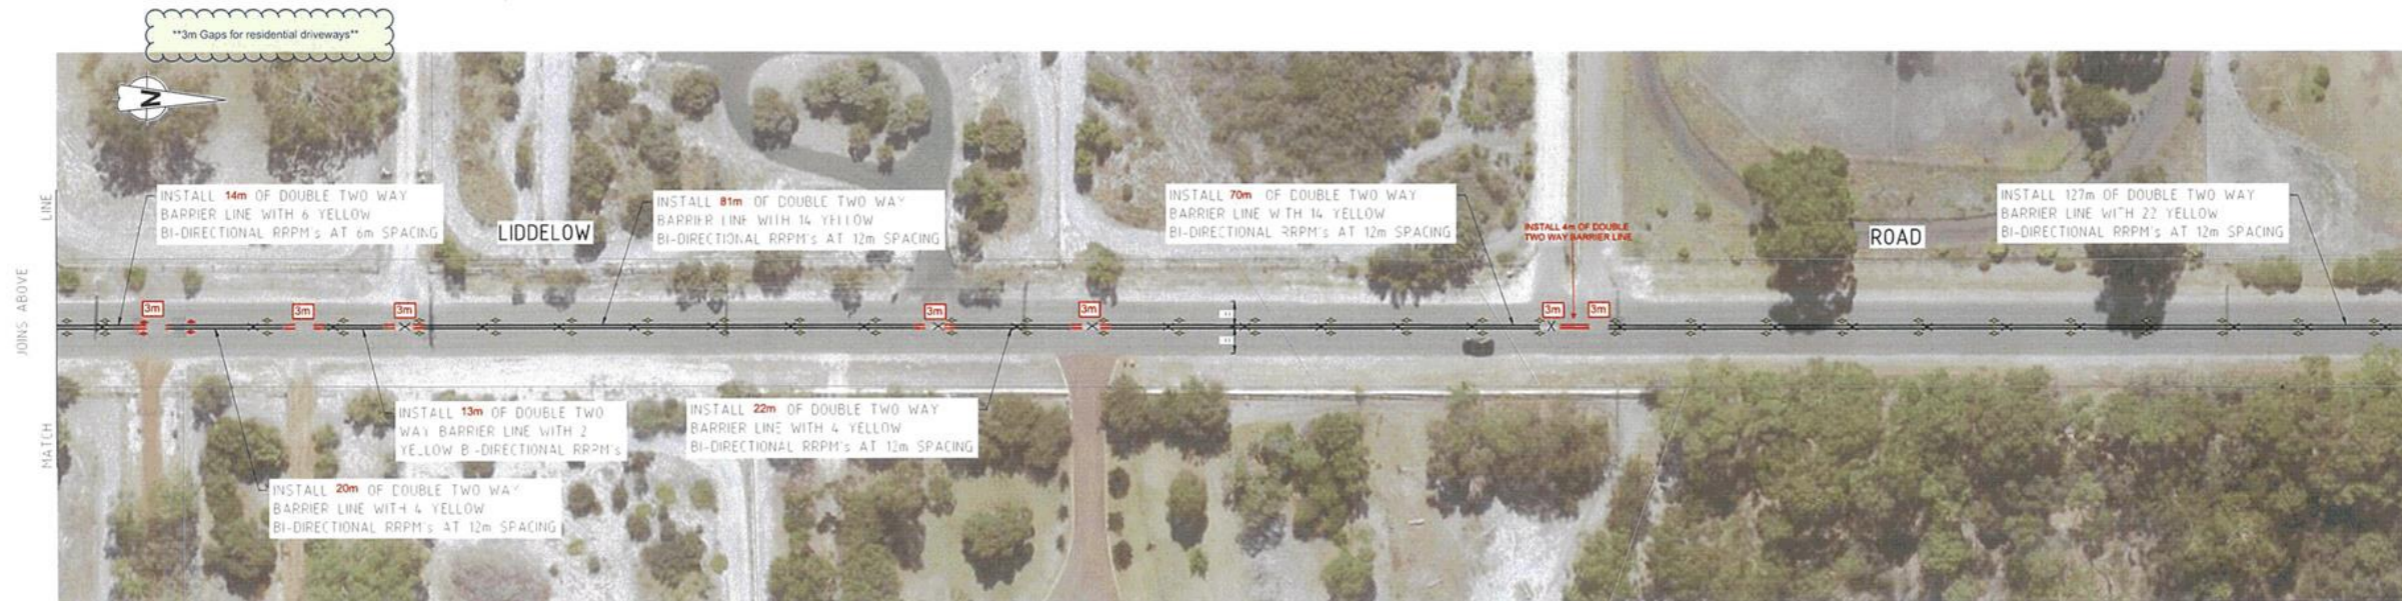 **3m Gaps for residential driveways**
N
LINE
JOINS ABOVE
MATCH
INSTALL 14m OF DOUBLE TWO WAY
BARRIER LINE WITH 6 YELLOW
BI-DIRECTIONAL RRPM's AT 6m SPACING
LIDDELOW
INSTALL 81m OF DOUBLE TWO WAY
BARRIER LINE WITH 14 YELLOW
BI-DIRECTIONAL RRPM's AT 12m SPACING
INSTALL 70m OF DOUBLE TWO WAY
BARRIER LINE WITH 14 YELLOW
BI-DIRECTIONAL RRPM's AT 12m SPACING
INSTALL 4m OF DOUBLE
TWO WAY BARRIER LINE
ROAD
INSTALL 127m OF DOUBLE TWO WAY
BARRIER LINE WITH 22 YELLOW
BI-DIRECTIONAL RRPM's AT 12m SPACING
3m
3m
3m
3m
3m
3m
3m
INSTALL 13m OF DOUBLE TWO
WAY BARRIER LINE WITH 2
YELLOW BI-DIRECTIONAL RRPM's
INSTALL 22m OF DOUBLE TWO WAY
BARRIER LINE WITH 4 YELLOW
BI-DIRECTIONAL RRPM's AT 12m SPACING
INSTALL 20m OF DOUBLE TWO WAY
BARRIER LINE WITH 4 YELLOW
BI-DIRECTIONAL RRPM's AT 12m SPACING